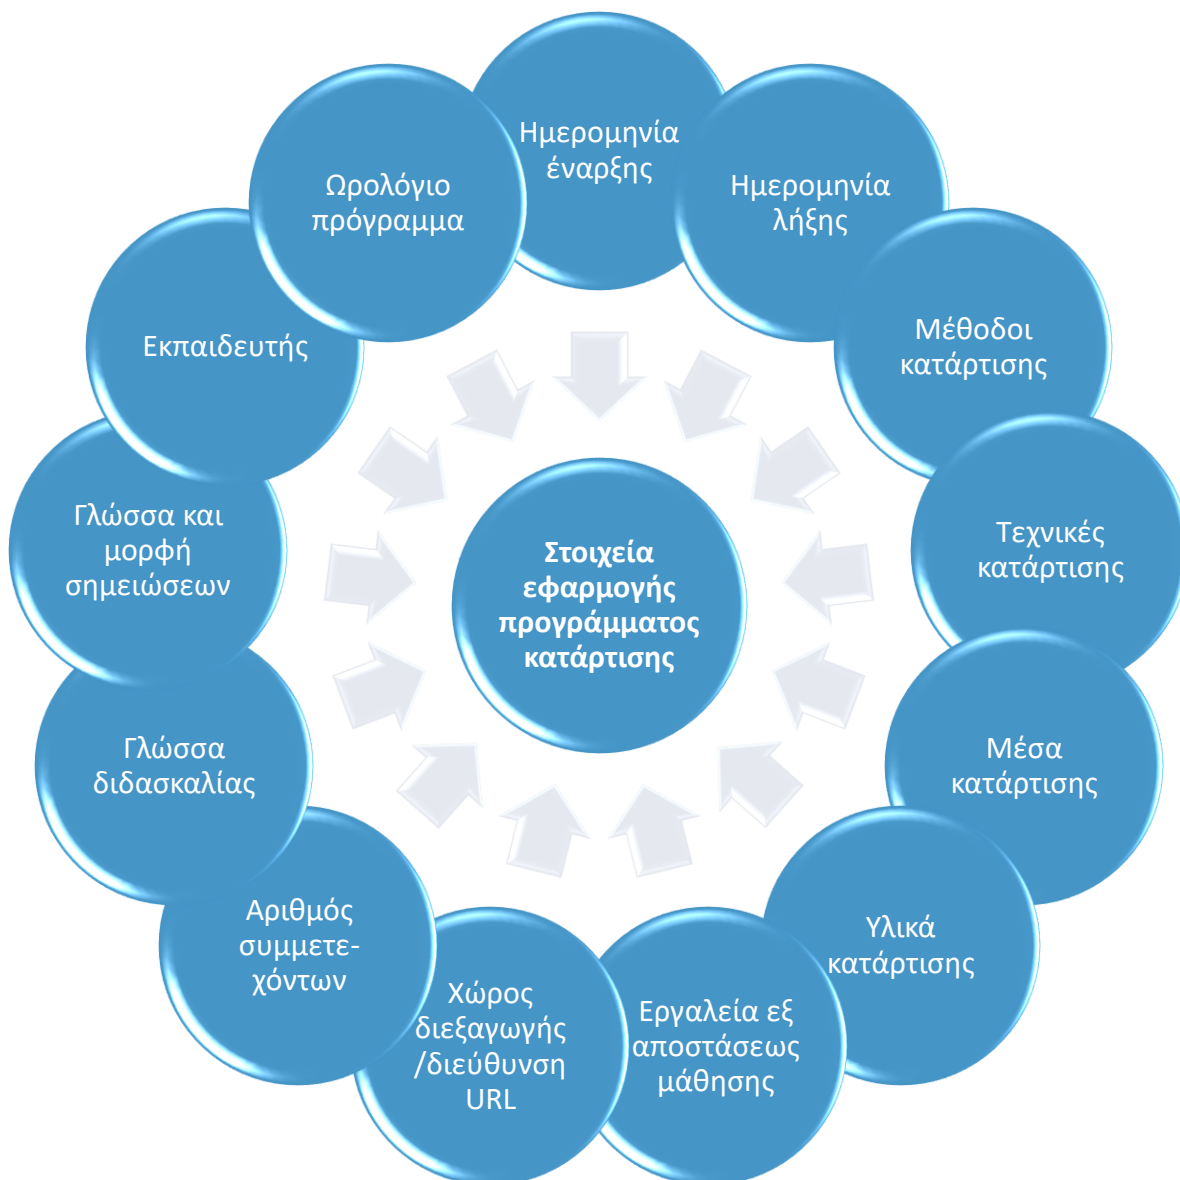 Ημερομηνία
έναρξης
Ημερομηνία
λήξης
Μέθοδοι
κατάρτισης
Τεχνικές
κατάρτισης
Μέσα
κατάρτισης
Υλικά
κατάρτισης
Εργαλεία εξ
αποστάσεως
μάθησης
Χώρος
διεξαγωγής
/διεύθυνση
URL
Αριθμός
συμμετε-
χόντων
Γλώσσα
διδασκαλίας
Γλώσσα και
μορφή
σημειώσεων
Εκπαιδευτής
Ωρολόγιο
πρόγραμμα
Στοιχεία
εφαρμογής
προγράμματος
κατάρτισης